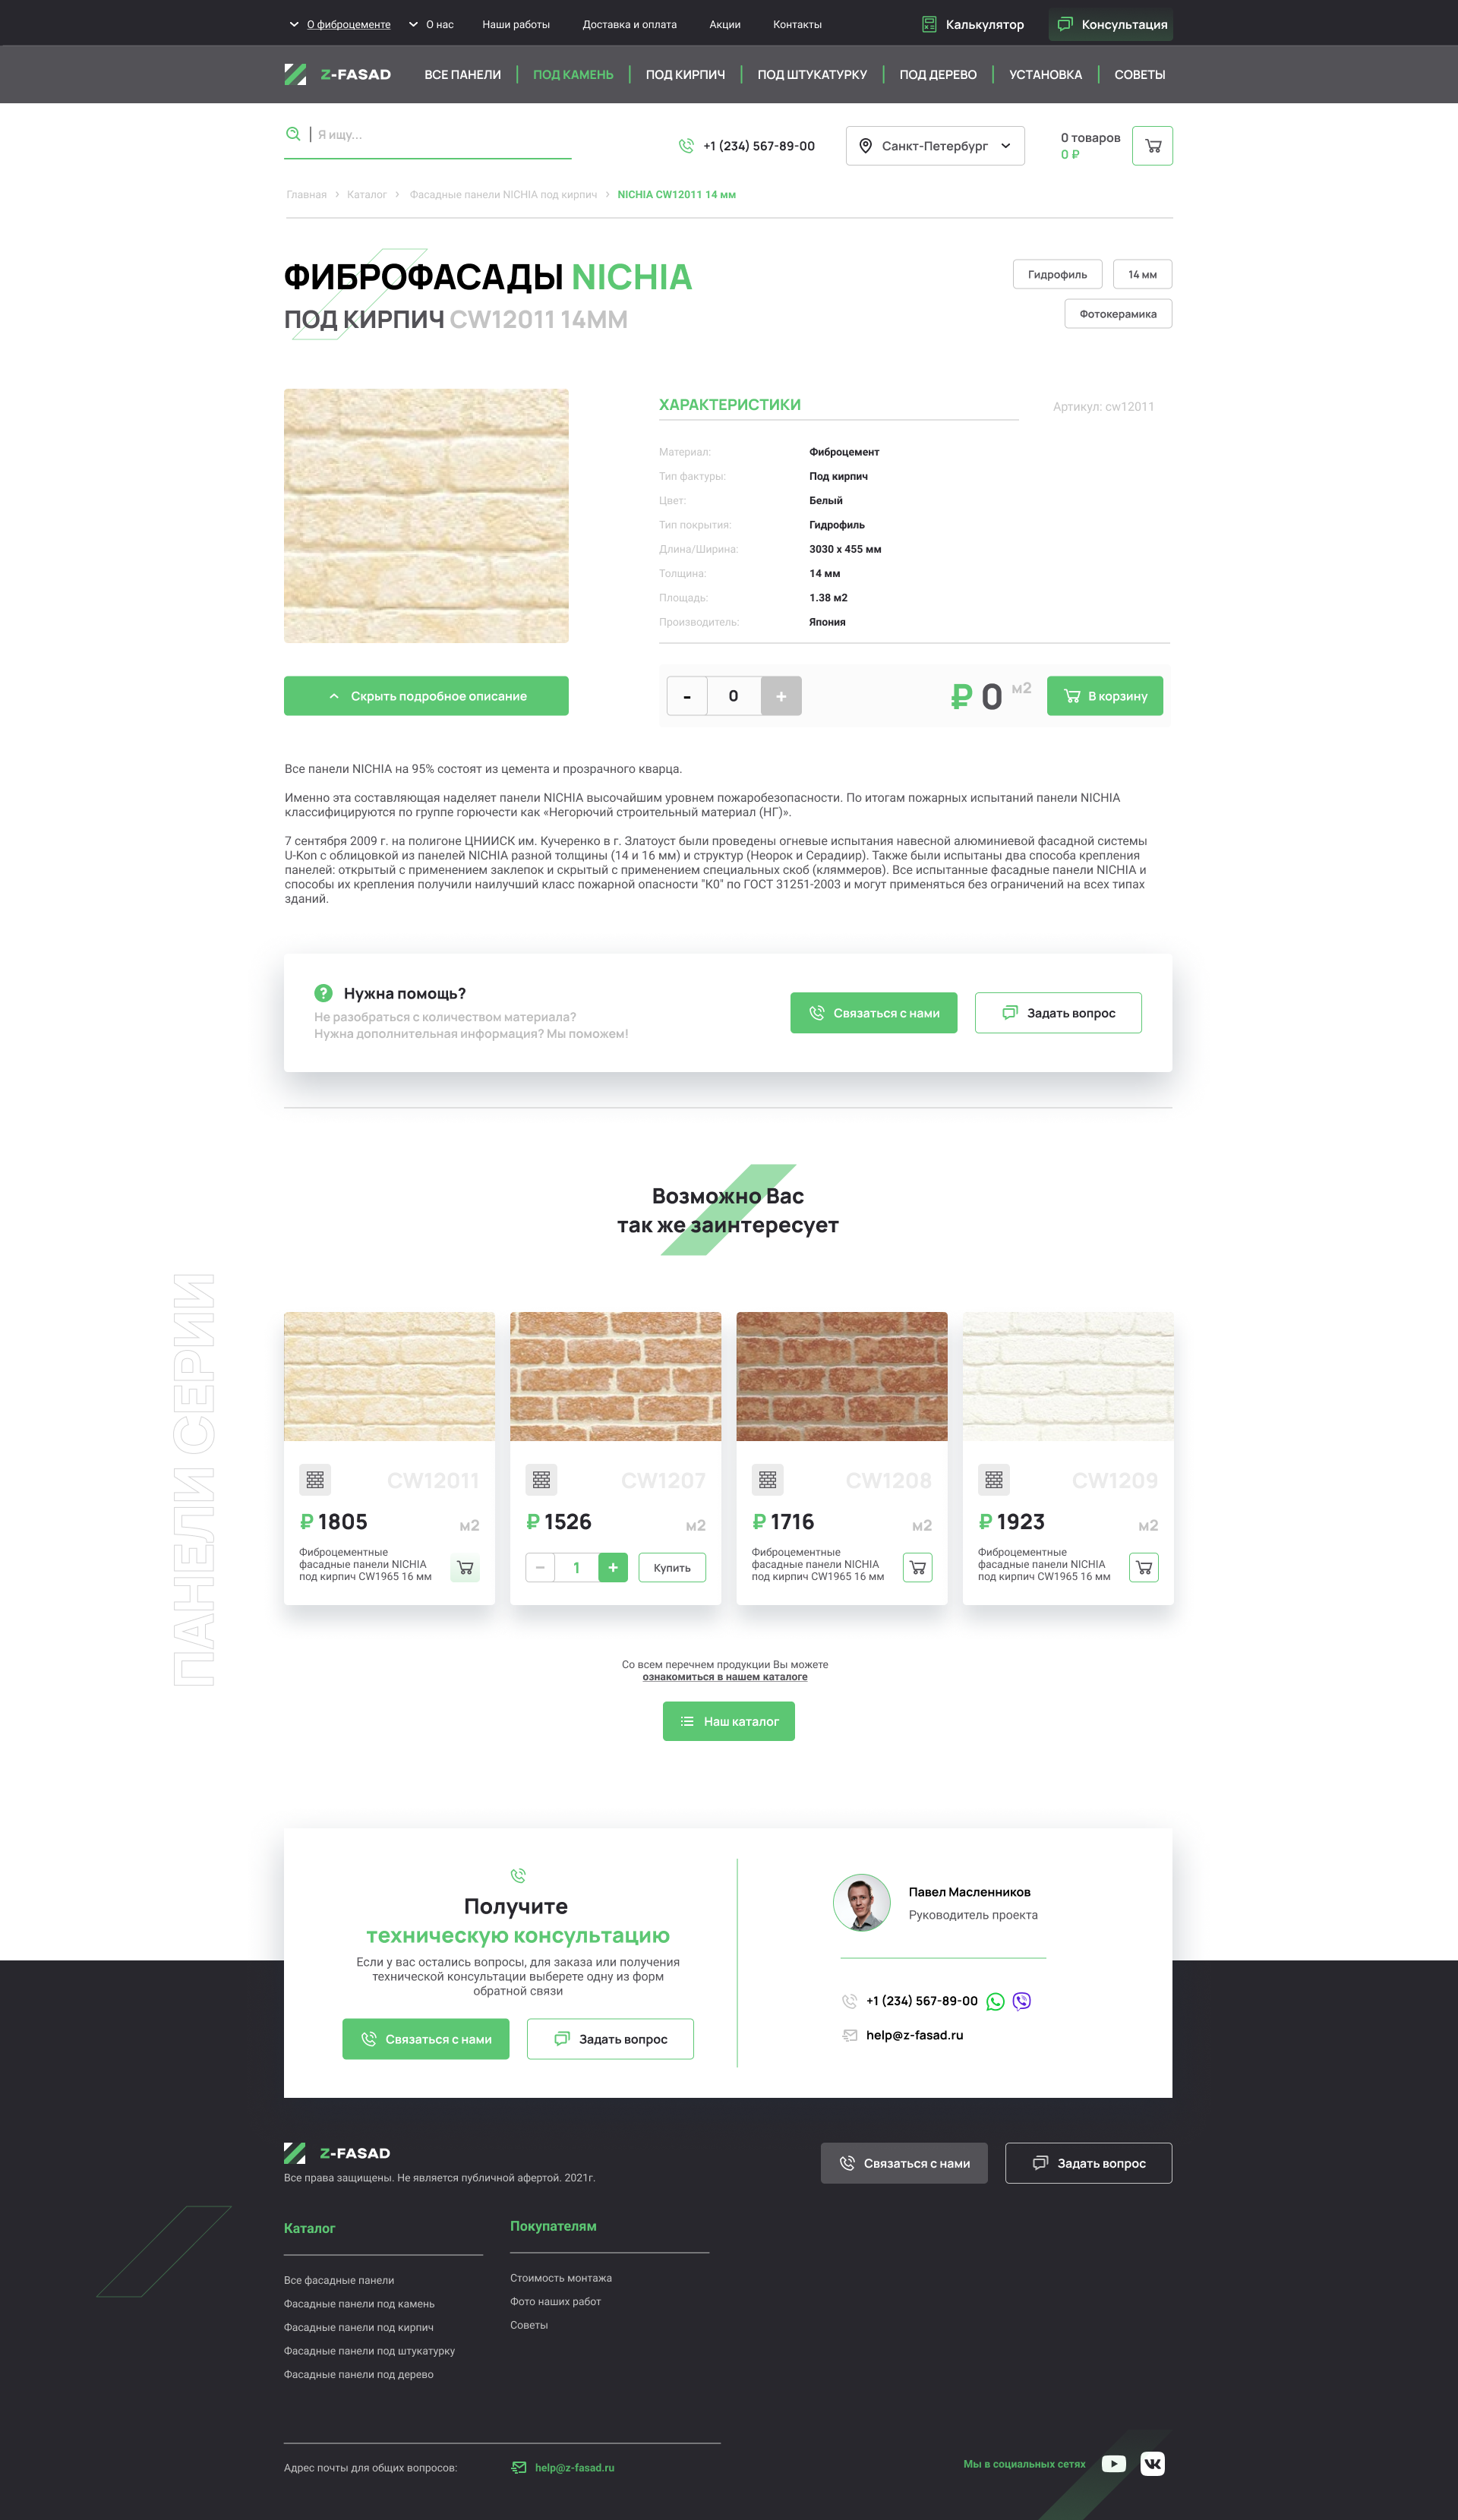 О фиброцементе
О нас
Наши работы
Доставка и оплата
Акции
Контакты
Калькулятор
Консультация
Z-FASAD
ВСЕ ПАНЕЛИ
ПОД КАМЕНЬ
ПОД КИРПИЧ
ПОД ШТУКАТУРКУ
ПОД ДЕРЕВО
УСТАНОВКА
СОВЕТЫ
Я ищу...
+1 (234) 567-89-00
Санкт-Петербург
0 товаров
0 ₽
Главная > Каталог > Фасадные панели NICHIA под кирпич > NICHIA CW12011 14 мм
ФИБРОФАСАДЫ NICHIA
ПОД КИРПИЧ CW12011 14ММ
Гидрофиль
14 мм
Фотокерамика
ХАРАКТЕРИСТИКИ
Артикул: cw12011
Материал: Фиброцемент
Тип фактуры: Под кирпич
Цвет: Белый
Тип покрытия: Гидрофиль
Длина/Ширина: 3030 х 455 мм
Толщина: 14 мм
Площадь: 1.38 м2
Производитель: Япония
Скрыть подробное описание
- 0 +
₽ 0 м2
В корзину
Все панели NICHIA на 95% состоят из цемента и прозрачного кварца.
Именно эта составляющая наделяет панели NICHIA высочайшим уровнем пожаробезопасности. По итогам пожарных испытаний панели NICHIA
классифицируются по группе горючести как «Негорючий строительный материал (НГ)».
7 сентября 2009 г. на полигоне ЦНИИСК им. Кучеренко в г. Златоуст были проведены огневые испытания навесной алюминиевой фасадной системы
U-Kon с облицовкой из панелей NICHIA разной толщины (14 и 16 мм) и структур (Неорок и Серадиир). Также были испытаны два способа крепления
панелей: открытый с применением заклепок и скрытый с применением специальных скоб (кляммеров). Все испытанные фасадные панели NICHIA и
способы их крепления получили наилучший класс пожарной опасности "К0" по ГОСТ 31251-2003 и могут применяться без ограничений на всех типах
зданий.
Нужна помощь?
Не разобраться с количеством материала?
Нужна дополнительная информация? Мы поможем!
Связаться с нами
Задать вопрос
Возможно Вас
так же заинтересует
ПАНЕЛИ СЕРИИ
CW12011
₽ 1805 м2
Фиброцементные
фасадные панели NICHIA
под кирпич CW1965 16 мм
CW1207
₽ 1526 м2
− 1 +
Купить
CW1208
₽ 1716 м2
Фиброцементные
фасадные панели NICHIA
под кирпич CW1965 16 мм
CW1209
₽ 1923 м2
Фиброцементные
фасадные панели NICHIA
под кирпич CW1965 16 мм
Со всем перечнем продукции Вы можете
ознакомиться в нашем каталоге
Наш каталог
Получите
техническую консультацию
Если у вас остались вопросы, для заказа или получения
технической консультации выберете одну из форм
обратной связи
Связаться с нами
Задать вопрос
Павел Масленников
Руководитель проекта
+1 (234) 567-89-00
help@z-fasad.ru
Z-FASAD
Все права защищены. Не является публичной афертой. 2021г.
Связаться с нами
Задать вопрос
Каталог
Все фасадные панели
Фасадные панели под камень
Фасадные панели под кирпич
Фасадные панели под штукатурку
Фасадные панели под дерево
Покупателям
Стоимость монтажа
Фото наших работ
Советы
Адрес почты для общих вопросов:
help@z-fasad.ru
Мы в социальных сетях